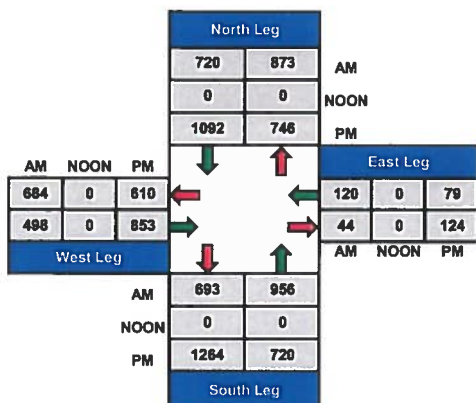 North Leg
720 873 AM
0 0 NOON
1092 746 PM
AM NOON PM
East Leg
684 0 610
120 0 79
498 0 853
44 0 124
West Leg
AM NOON PM
AM 693 956
NOON 0 0
PM 1264 720
South Leg